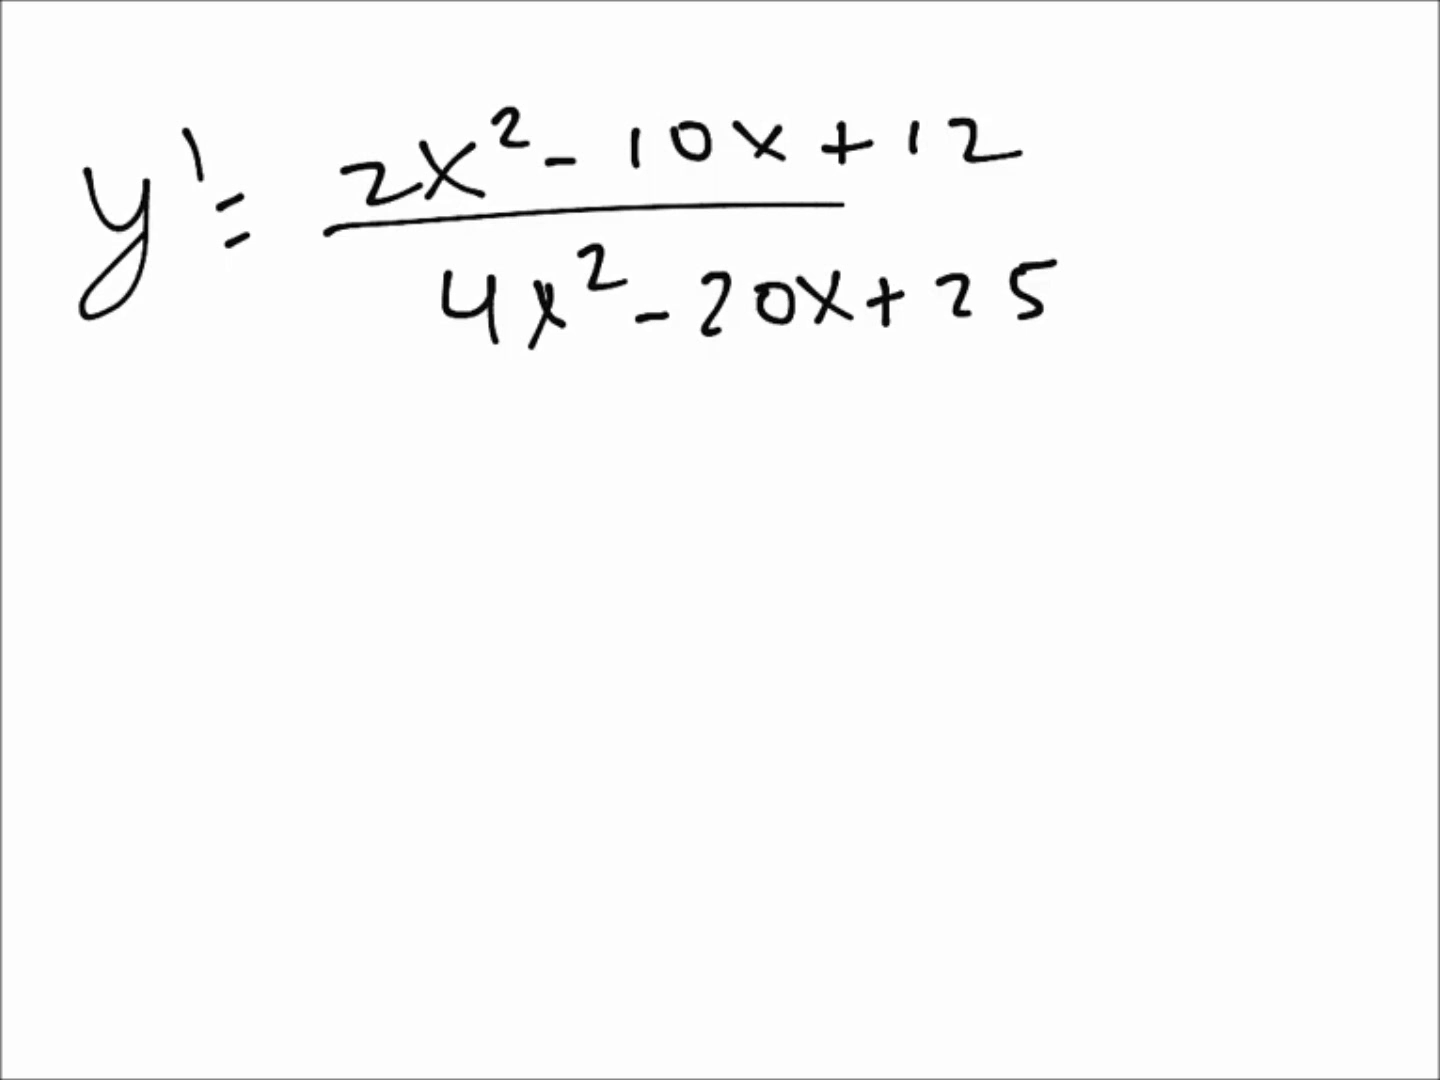 y' = 2x² - 10x + 12
4x² - 20x + 25